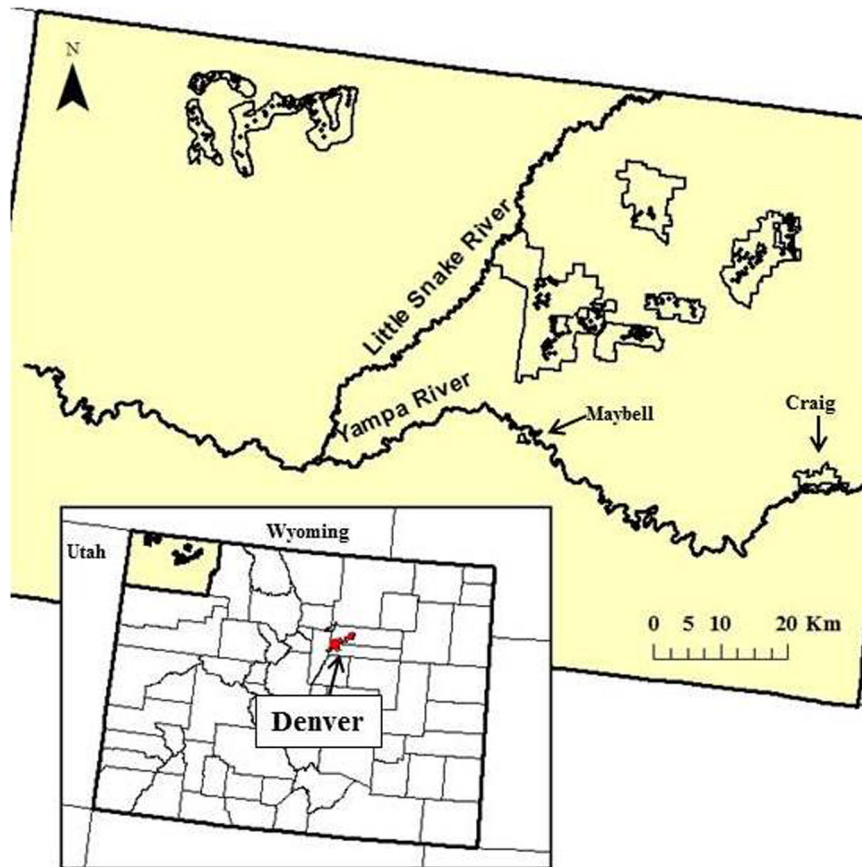 N
Little Snake River
Yampa River
Maybell
Craig
Wyoming
Utah
0 5 10 20 Km
Denver